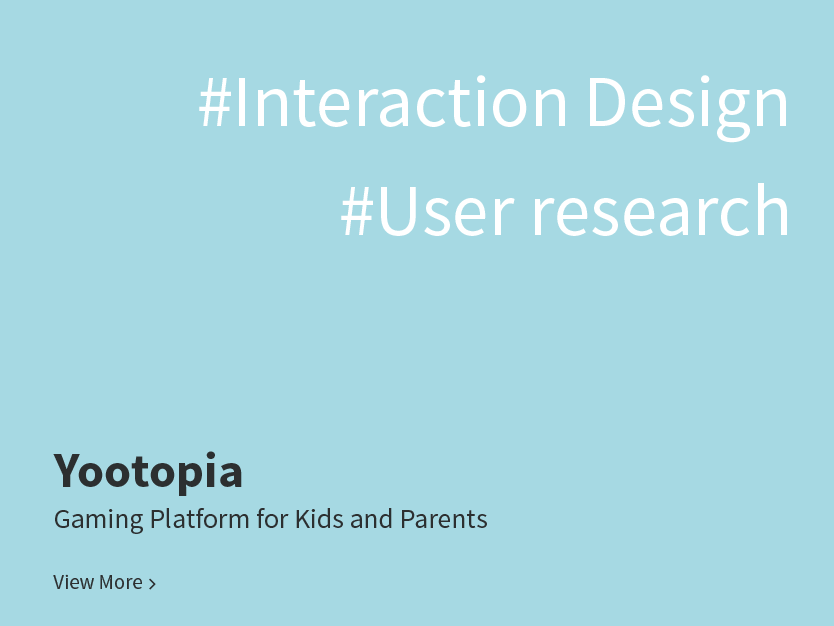 #Interaction Design
#User research
Yootopia
Gaming Platform for Kids and Parents
View More ›